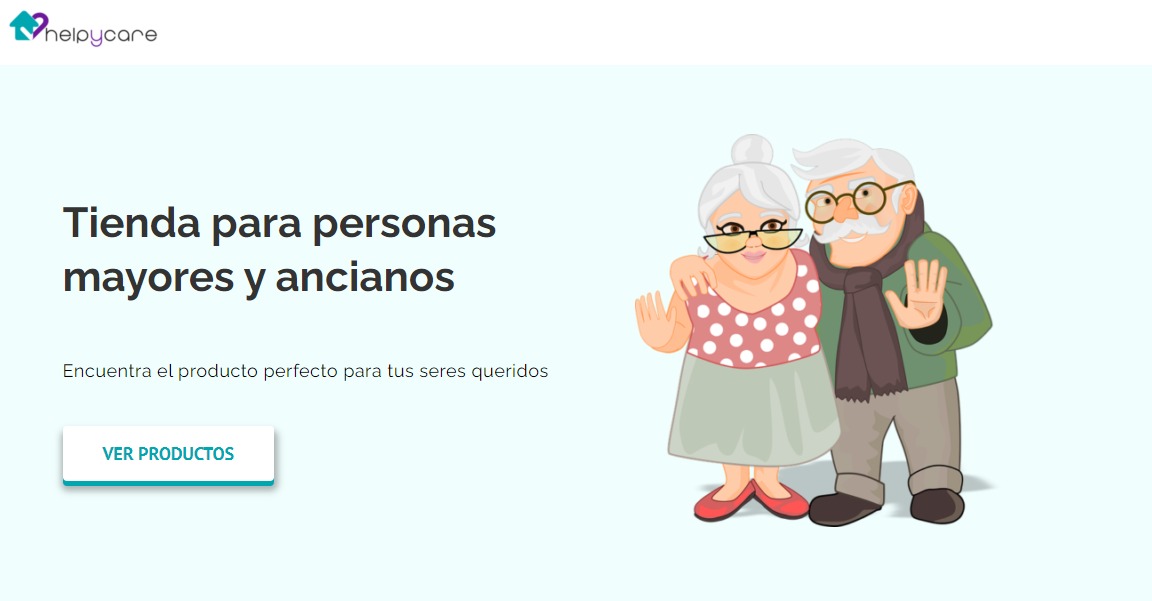 helpycare
Tienda para personas
mayores y ancianos
Encuentra el producto perfecto para tus seres queridos
VER PRODUCTOS